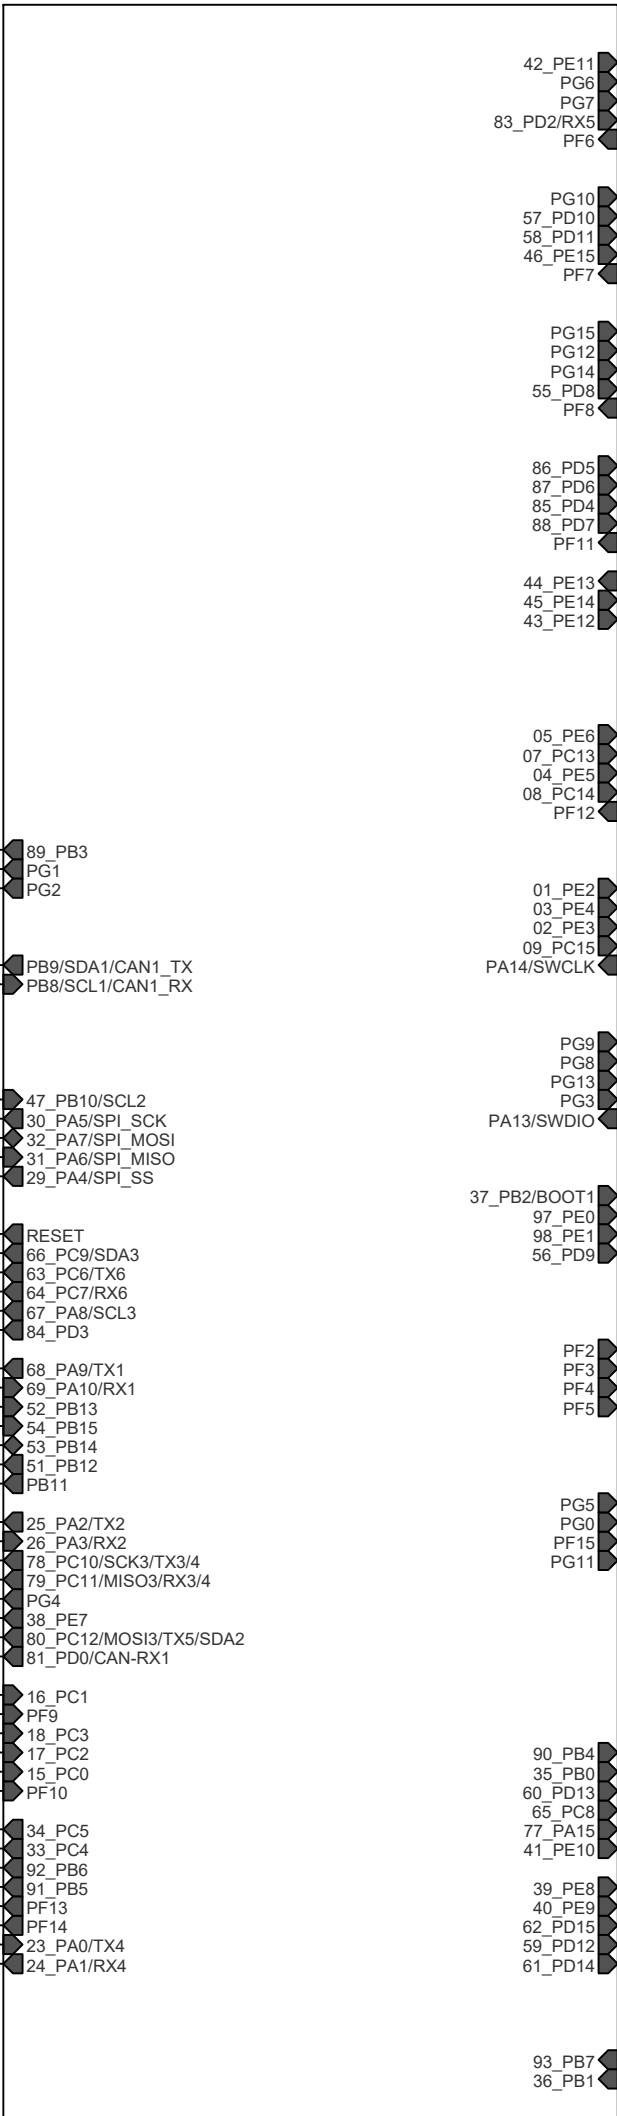 42_PE11
PG6
PG7
83_PD2/RX5
PF6
PG10
57_PD10
58_PD11
46_PE15
PF7
PG15
PG12
PG14
55_PD8
PF8
86_PD5
87_PD6
85_PD4
88_PD7
PF11
44_PE13
45_PE14
43_PE12
05_PE6
07_PC13
04_PE5
08_PC14
PF12
89_PB3
PG1
PG2
01_PE2
03_PE4
02_PE3
09_PC15
PA14/SWCLK
PB9/SDA1/CAN1_TX
PB8/SCL1/CAN1_RX
PG9
PG8
PG13
PG3
PA13/SWDIO
47_PB10/SCL2
30_PA5/SPI_SCK
32_PA7/SPI_MOSI
31_PA6/SPI_MISO
29_PA4/SPI_SS
37_PB2/BOOT1
97_PE0
98_PE1
56_PD9
RESET
66_PC9/SDA3
63_PC6/TX6
64_PC7/RX6
67_PA8/SCL3
84_PD3
PF2
PF3
PF4
PF5
68_PA9/TX1
69_PA10/RX1
52_PB13
54_PB15
53_PB14
51_PB12
PB11
PG5
PG0
PF15
PG11
25_PA2/TX2
26_PA3/RX2
78_PC10/SCK3/TX3/4
79_PC11/MISO3/RX3/4
PG4
38_PE7
80_PC12/MOSI3/TX5/SDA2
81_PD0/CAN-RX1
16_PC1
PF9
18_PC3
17_PC2
15_PC0
PF10
90_PB4
35_PB0
60_PD13
65_PC8
77_PA15
41_PE10
34_PC5
33_PC4
92_PB6
91_PB5
PF13
PF14
23_PA0/TX4
24_PA1/RX4
39_PE8
40_PE9
62_PD15
59_PD12
61_PD14
93_PB7
36_PB1